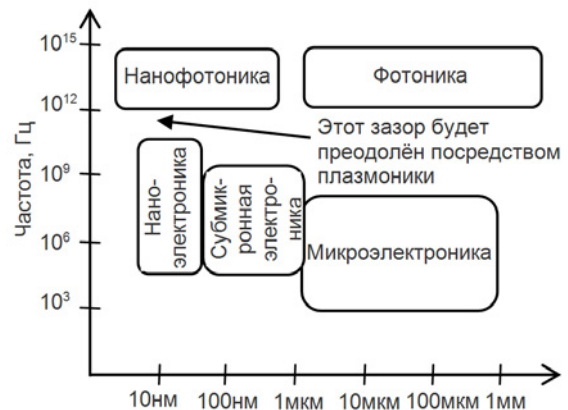 10¹⁵
Нанофотоника
Фотоника
10¹²
Этот зазор будет
преодолён посредством
плазмоники
Частота, Гц
10⁹
Нано-
электроника
Субмик-
ронная
электро-
ника
10⁶
Микроэлектроника
10³
10нм 100нм 1мкм 10мкм 100мкм 1мм